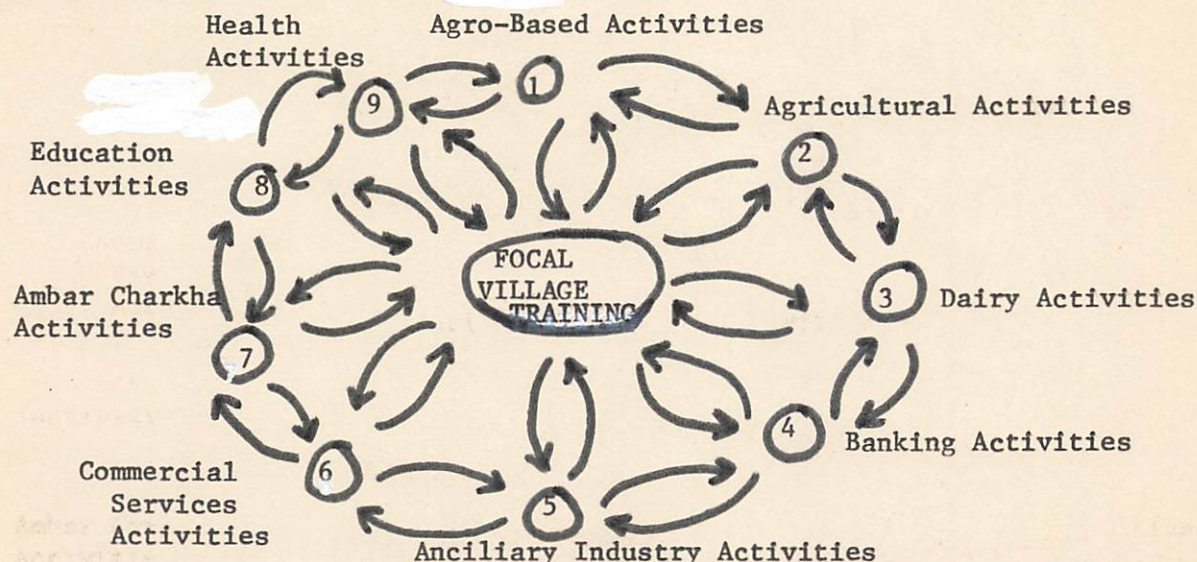 Health
Activities
Agro-Based Activities
9
1
Agricultural Activities
2
Education
Activities
8
FOCAL
VILLAGE
TRAINING
3
Dairy Activities
Ambar Charkha
Activities
7
4
Banking Activities
Commercial
Services
Activities
6
5
Anciliary Industry Activities